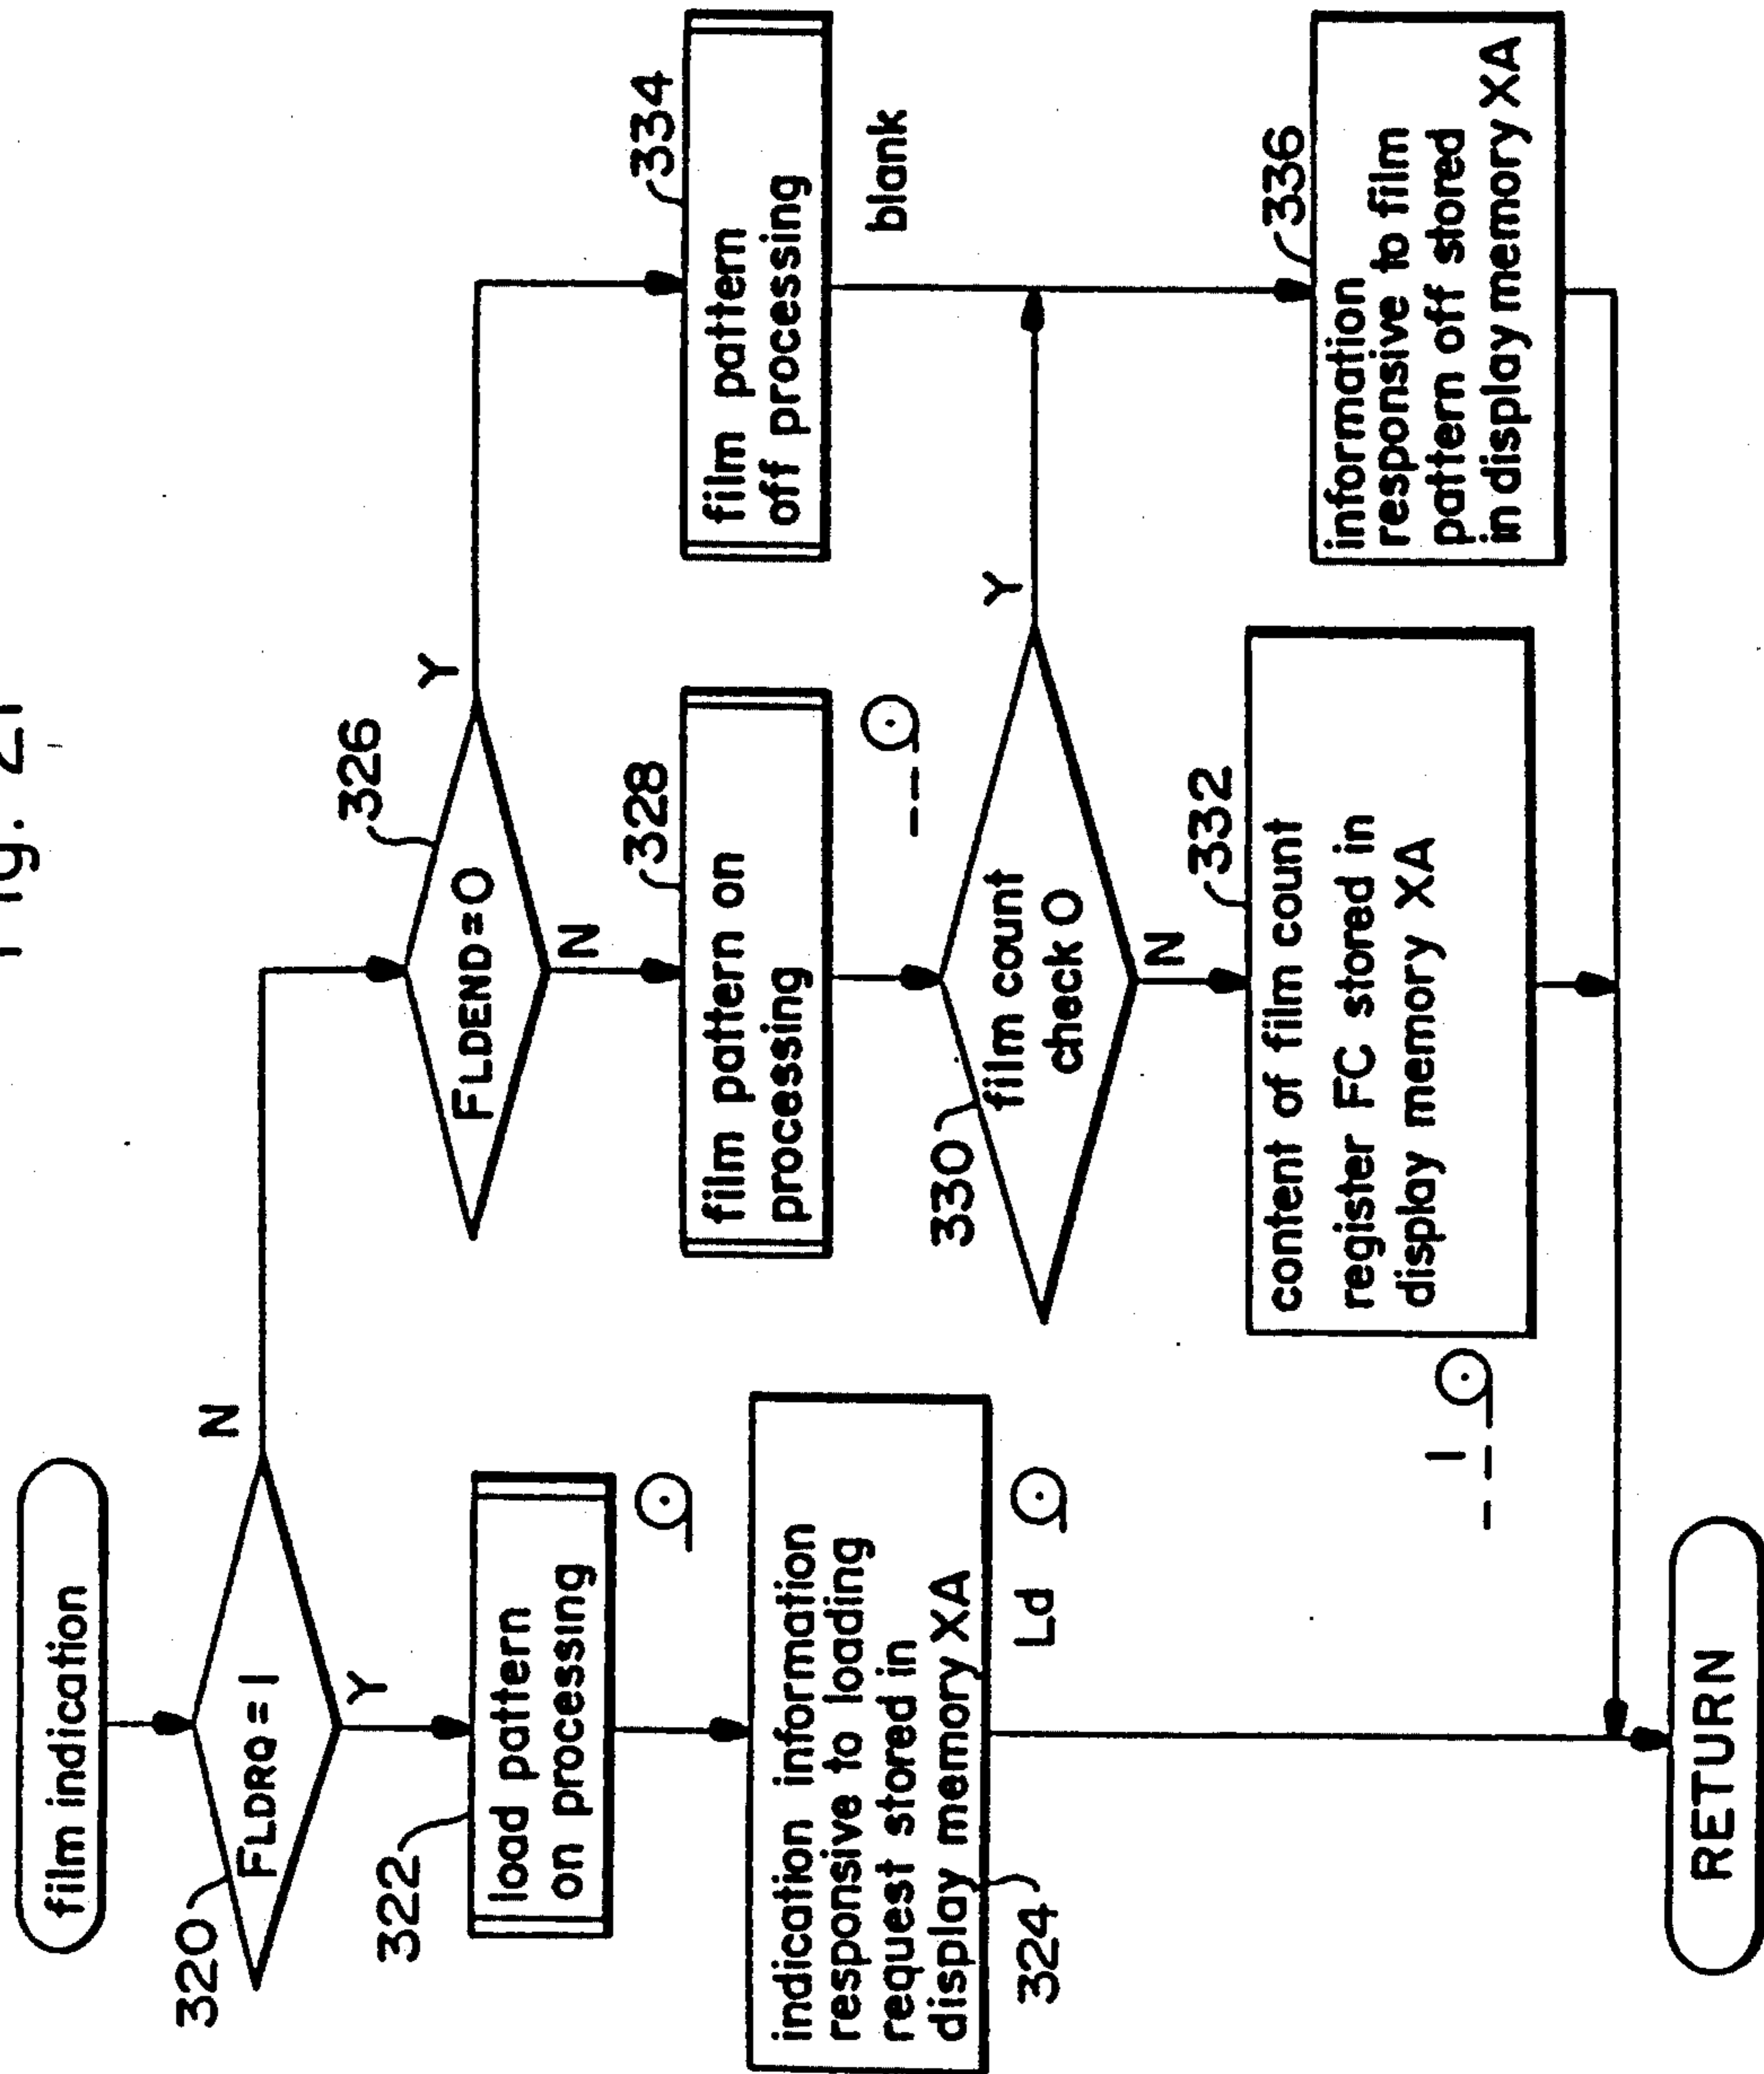 Fig. 21
film indication
320
FLDRQ = 1
N
Y
322
load pattern
on processing
indication information
responsive to loading
request stored in
display memory XA
324
Ld
326
FLDEND = 0
Y
N
328
film pattern on
processing
330
film count
check 0
Y
N
332
content of film count
register FC stored in
display memory XA
1
334
film pattern
off processing
blank
336
information
responsive to film
pattern off stored
in display memory XA
RETURN